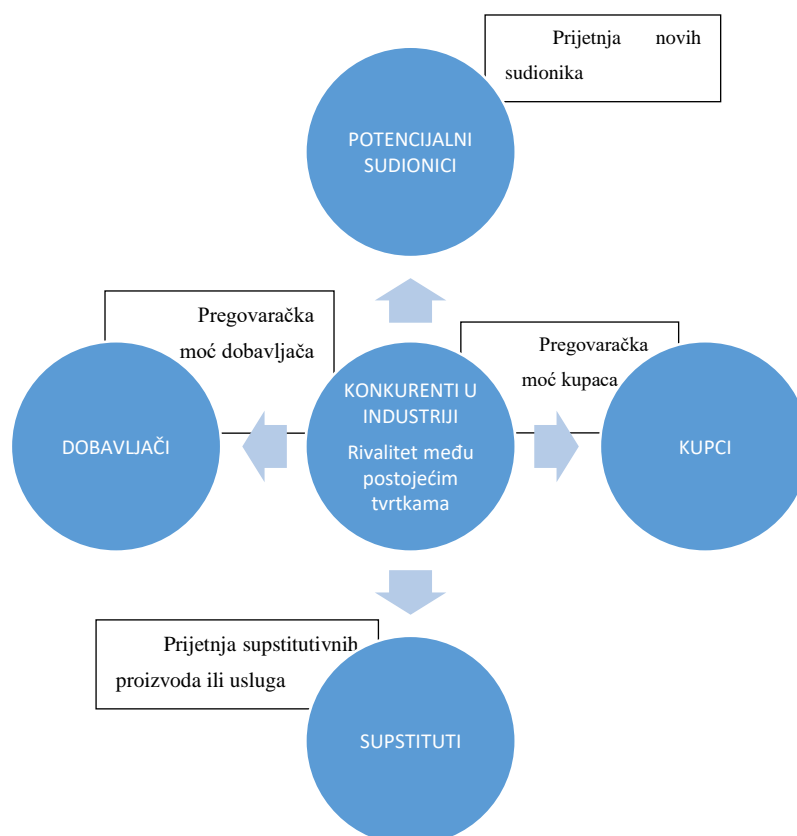 Prijetnja novih
sudionika
POTENCIJALNI
SUDIONICI
Pregovaračka
moć dobavljača
Pregovaračka
moć kupaca
DOBAVLJAČI
KONKURENTI U
INDUSTRIJI
Rivalitet među
postojećim
tvrtkama
KUPCI
Prijetnja supstitutivnih
proizvoda ili usluga
SUPSTITUTI